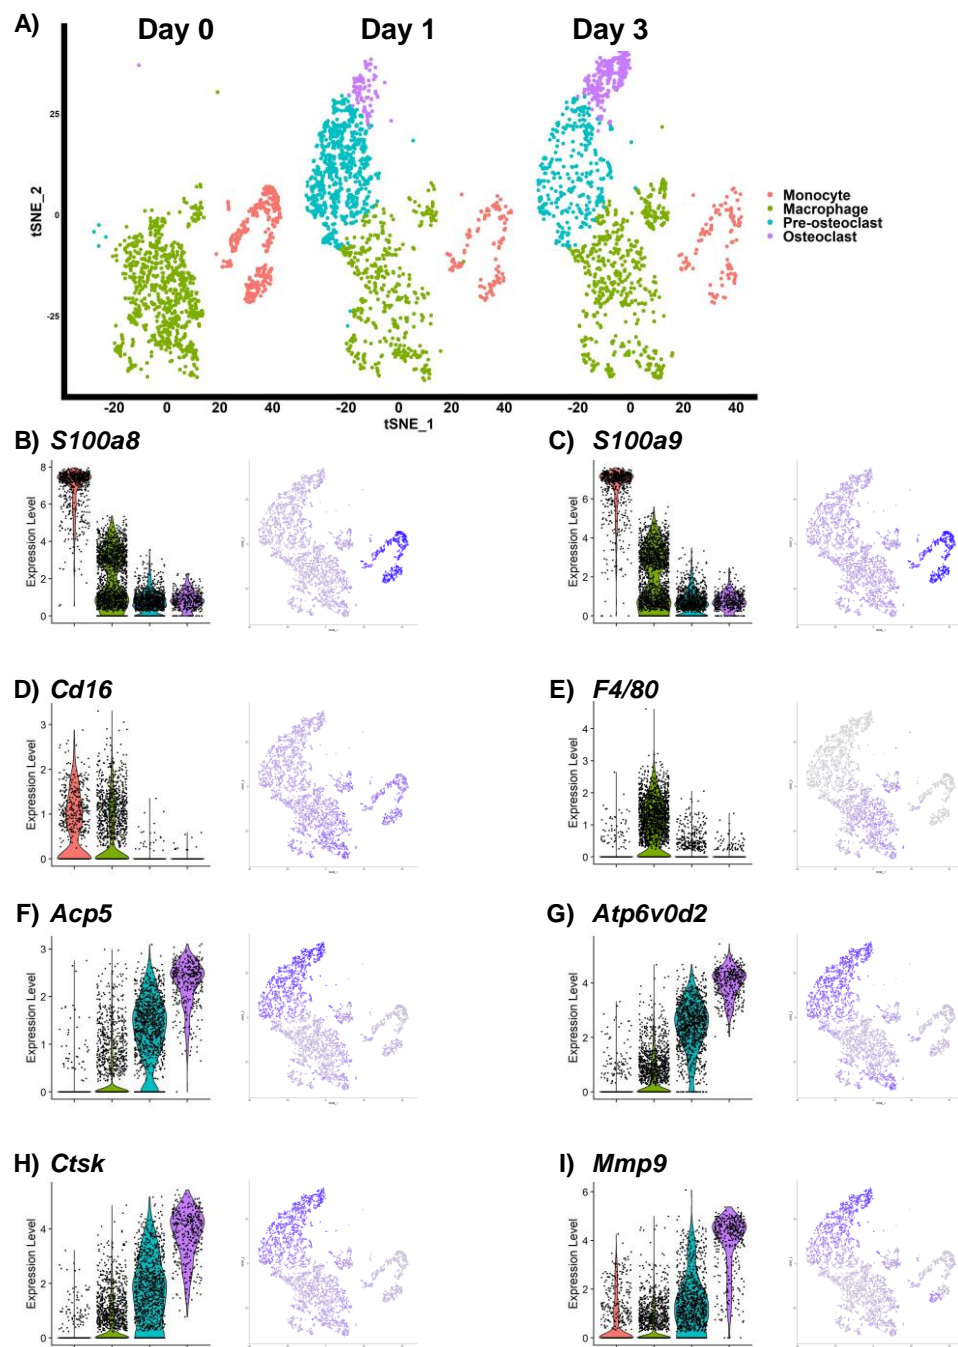 A)
Day 0 Day 1 Day 3
25
0
-25
tSNE_2
-20 0 20 40 -20 0 20 40 -20 0 20 40
tSNE_1
Monocyte
Macrophage
Pre-osteoclast
Osteoclast
B) S100a8
Expression Level
8
6
4
2
0
C) S100a9
Expression Level
6
4
2
0
D) Cd16
Expression Level
3
2
1
0
E) F4/80
Expression Level
4
3
2
1
0
F) Acp5
Expression Level
3
2
1
0
G) Atp6v0d2
Expression Level
4
2
0
H) Ctsk
Expression Level
4
2
0
I) Mmp9
Expression Level
6
4
2
0